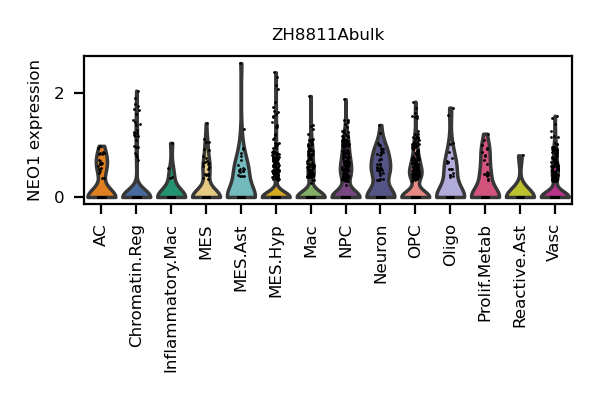 ZH8811Abulk
NEO1 expression
2
0
AC
Chromatin.Reg
Inflammatory.Mac
MES
MES.Ast
MES.Hyp
Mac
NPC
Neuron
OPC
Oligo
Prolif.Metab
Reactive.Ast
Vasc